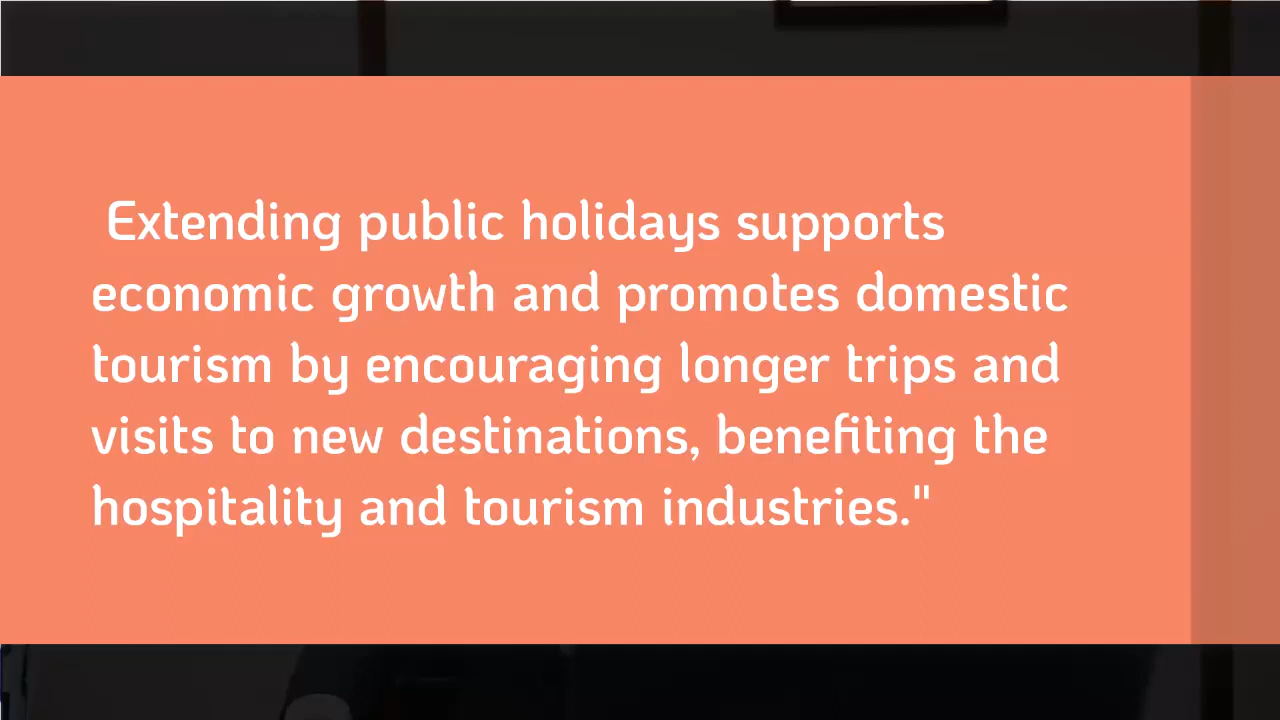 Extending public holidays supports
economic growth and promotes domestic
tourism by encouraging longer trips and
visits to new destinations, benefiting the
hospitality and tourism industries."